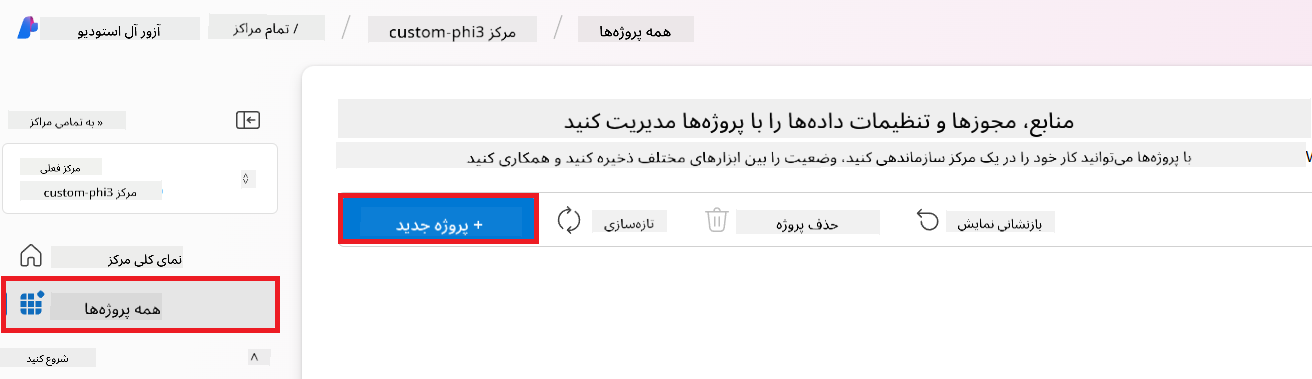 آزور آل استودیو / تمام مراکز / مرکز custom-phi3 / همه پروژه‌ها
« به تمامی مراکز
مرکز فعلی
مرکز custom-phi3
نمای کلی مرکز
همه پروژه‌ها
شروع کنید
منابع، مجوزها و تنظیمات داده‌ها را با پروژه‌ها مدیریت کنید
با پروژه‌ها می‌توانید کار خود را در یک مرکز سازماندهی کنید، وضعیت را بین ابزارهای مختلف ذخیره کنید و همکاری کنید
+ پروژه جدید
تازه‌سازی
حذف پروژه
بازنشانی نمایش